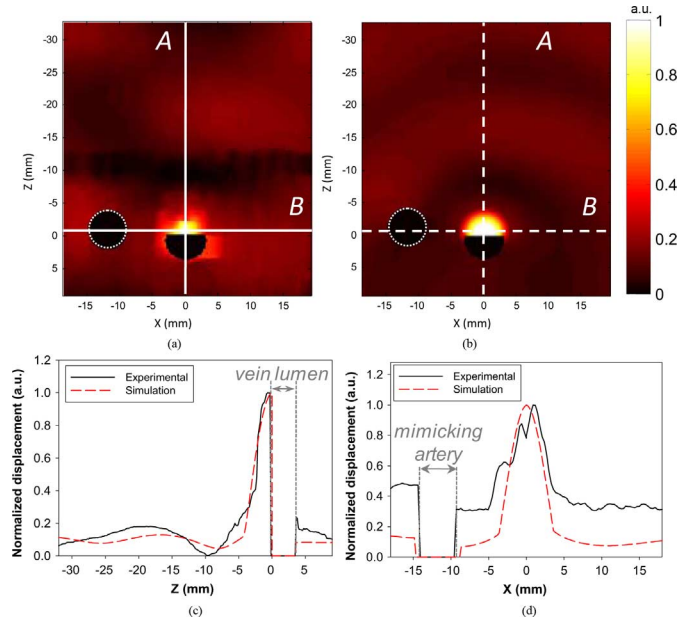 a.u.
A
A
-30
-25
-20
-15
-10
-5
0
5
Z (mm)
B
-15 -10 -5 0 5 10 15
X (mm)
(a)
-30
-25
-20
-15
-10
-5
0
5
Z (mm)
B
-15 -10 -5 0 5 10 15
X (mm)
(b)
1
0.8
0.6
0.4
0.2
0
1.2
1.0
0.8
0.6
0.4
0.2
0.0
Normalized displacement (a.u.)
Experimental
Simulation
vein lumen
-30 -25 -20 -15 -10 -5 0 5
Z (mm)
(c)
1.2
1.0
0.8
0.6
0.4
0.2
0.0
Normalized displacement (a.u.)
Experimental
Simulation
mimicking
artery
-15 -10 -5 0 5 10 15
X (mm)
(d)